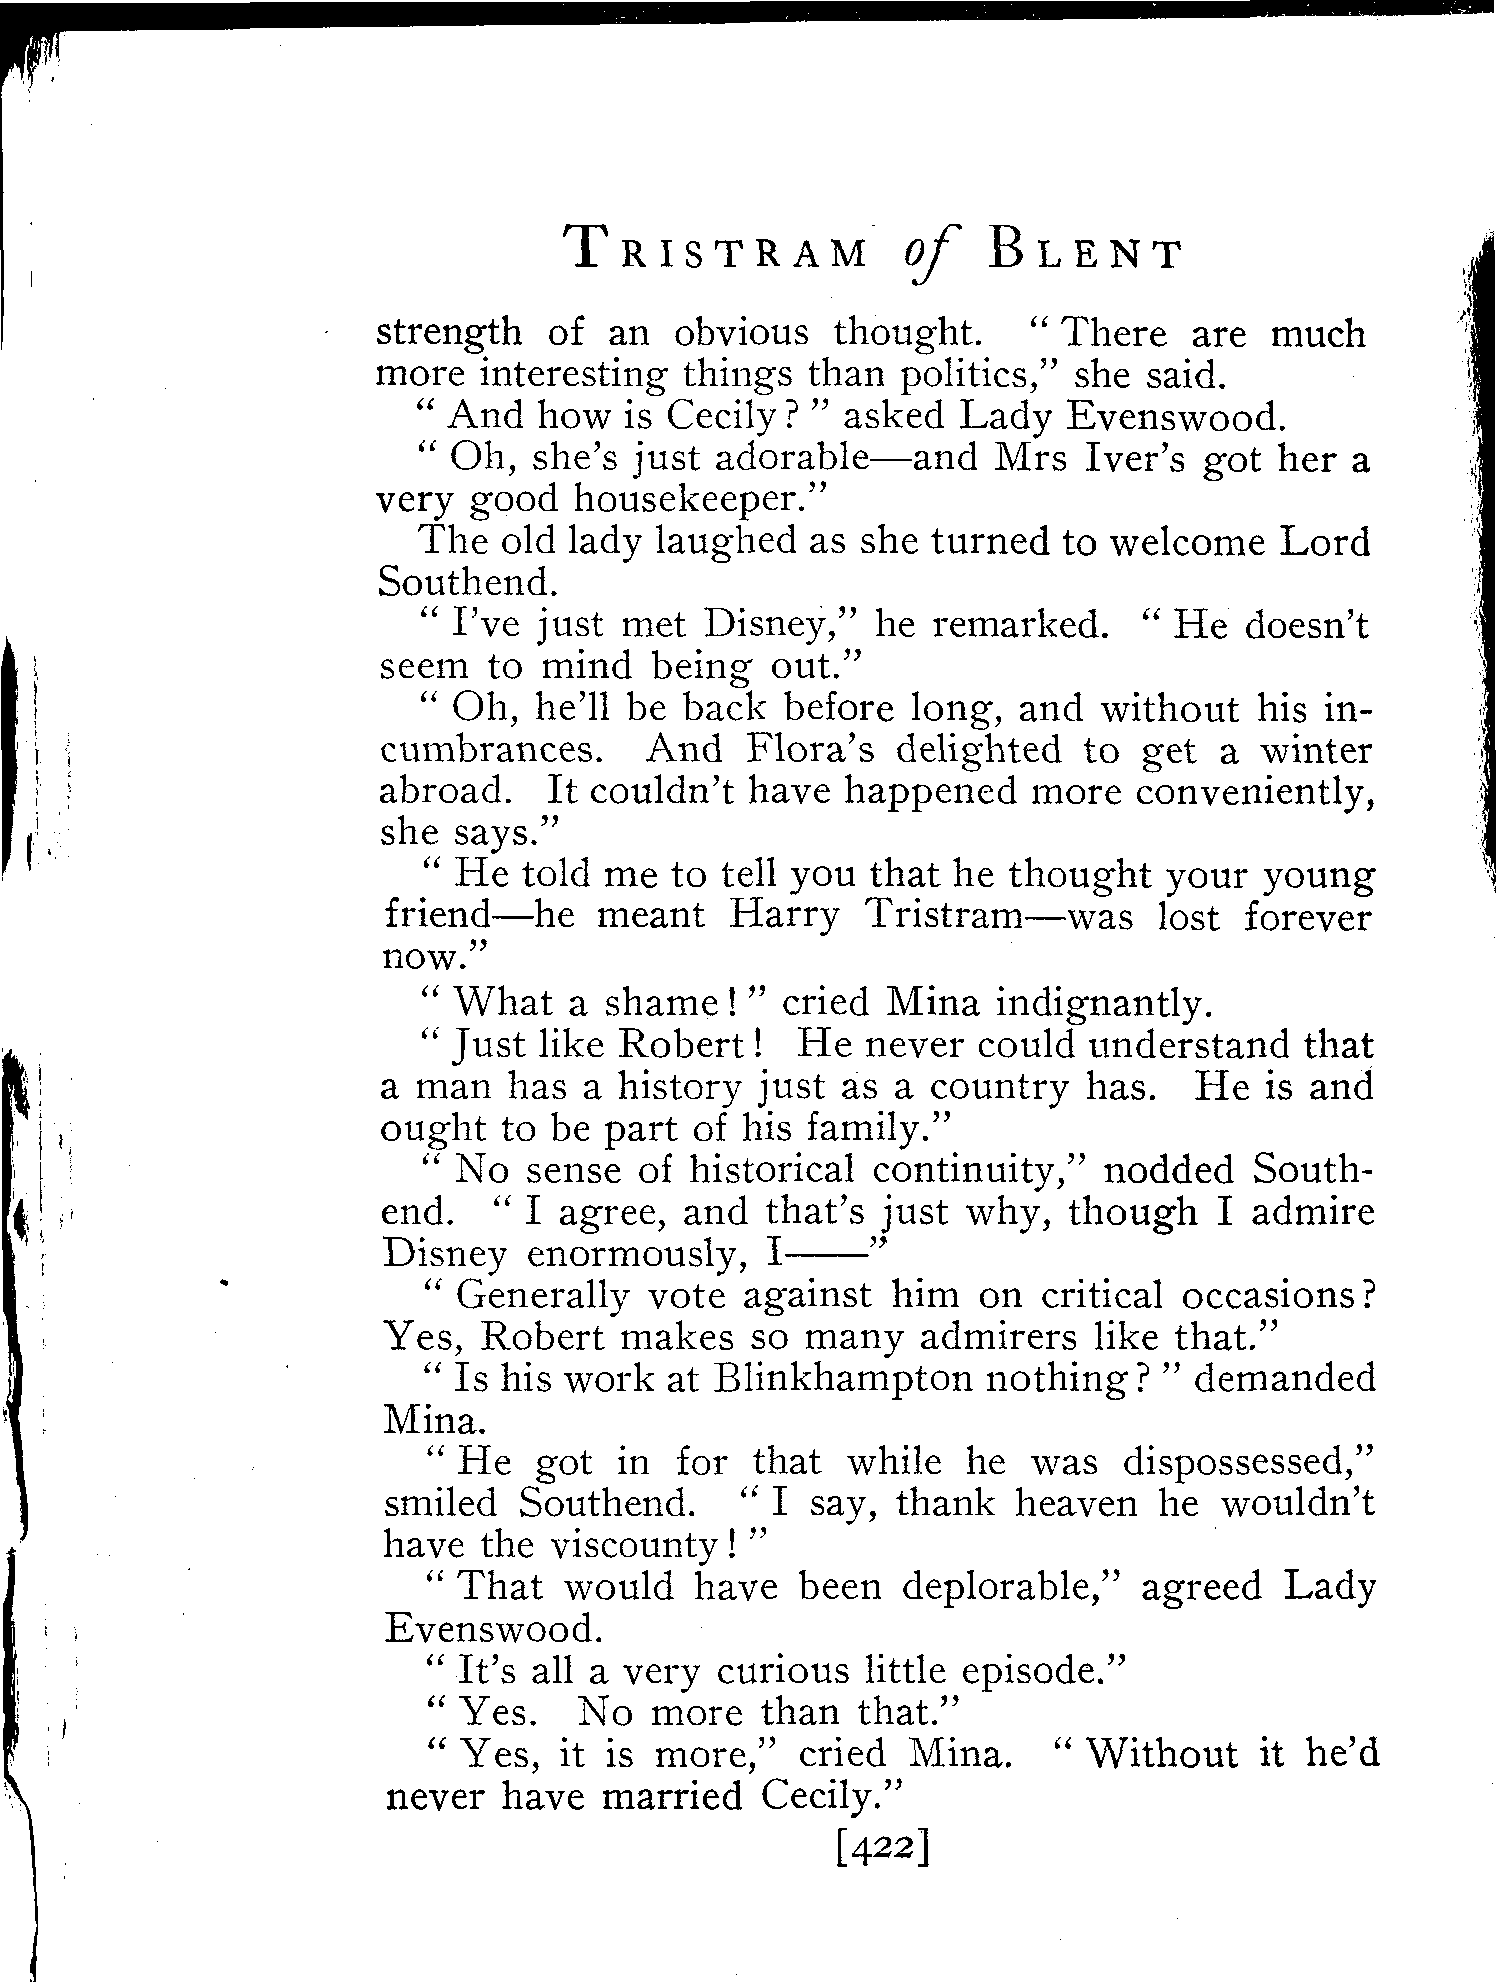 TRISTRAM of BLENT
strength of an obvious thought. “There are much
more interesting things than politics,” she said.
“And how is Cecily?” asked Lady Evenswood.
“Oh, she's just adorable—and Mrs Iver's got her a
very good housekeeper.”
The old lady laughed as she turned to welcome Lord
Southend.
“I've just met Disney,” he remarked. “He doesn't
seem to mind being out.”
“Oh, he'll be back before long, and without his in-
cumbrances. And Flora's delighted to get a winter
abroad. It couldn't have happened more conveniently,
she says.”
“He told me to tell you that he thought your young
friend—he meant Harry Tristram—was lost forever
now.”
“What a shame!” cried Mina indignantly.
“Just like Robert! He never could understand that
a man has a history just as a country has. He is and
ought to be part of his family.”
“No sense of historical continuity,” nodded South-
end. “I agree, and that's just why, though I admire
Disney enormously, I——”
“Generally vote against him on critical occasions?
Yes, Robert makes so many admirers like that.”
“Is his work at Blinkhampton nothing?” demanded
Mina.
“He got in for that while he was dispossessed,”
smiled Southend. “I say, thank heaven he wouldn't
have the viscounty!”
“That would have been deplorable,” agreed Lady
Evenswood.
“It's all a very curious little episode.”
“Yes. No more than that.”
“Yes, it is more,” cried Mina. “Without it he'd
never have married Cecily.”
[422]